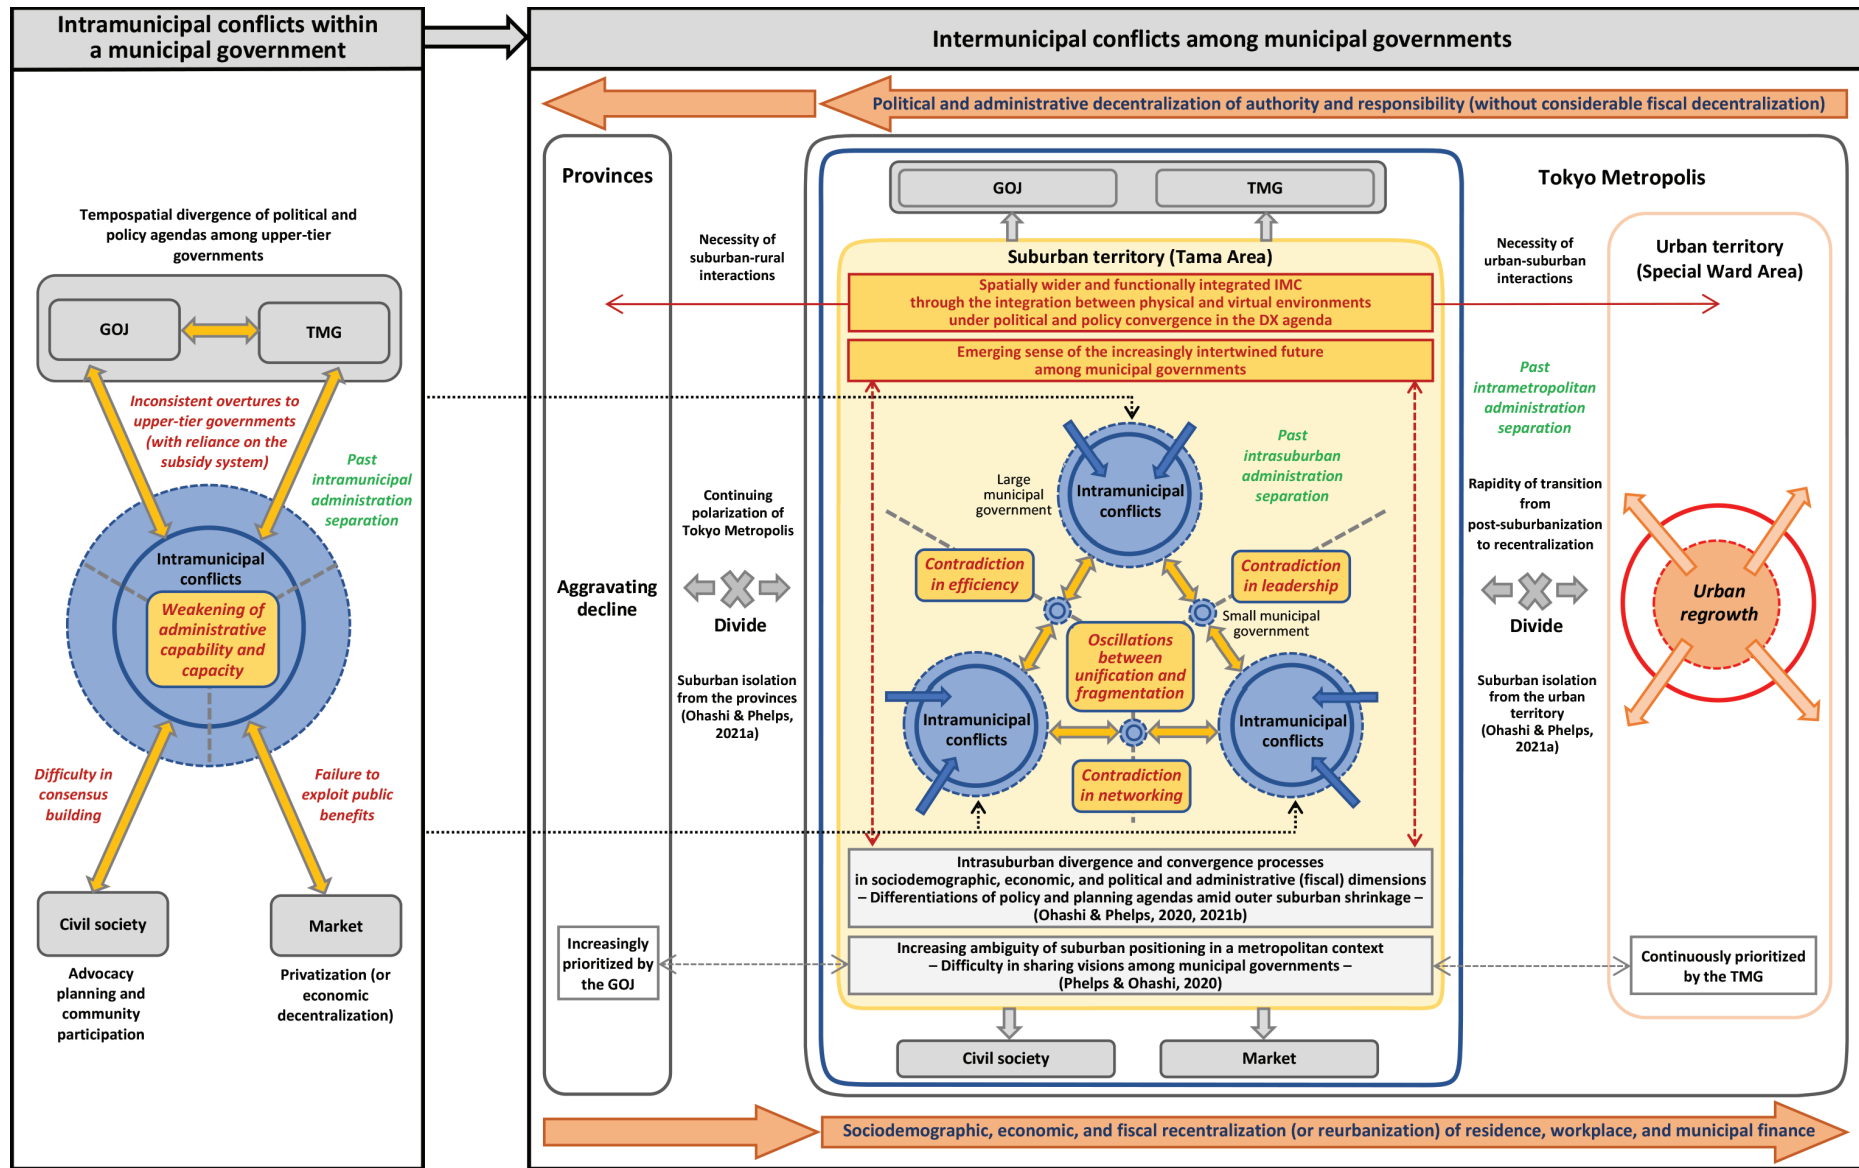 Intramunicipal conflicts within
a municipal government
Tempospatial divergence of political and
policy agendas among upper-tier
governments
GOJ
TMG
Inconsistent overtures to
upper-tier governments
(with reliance on the
subsidy system)
Past
intramunicipal
administration
separation
Intramunicipal
conflicts
Weakening of
administrative
capability and
capacity
Difficulty in
consensus
building
Failure to
exploit public
benefits
Civil society
Market
Advocacy
planning and
community
participation
Privatization (or
economic
decentralization)
Intermunicipal conflicts among municipal governments
Political and administrative decentralization of authority and responsibility (without considerable fiscal decentralization)
Provinces
Aggravating
decline
Increasingly
prioritized by
the GOJ
Necessity of
suburban-rural
interactions
Continuing
polarization of
Tokyo Metropolis
Divide
Suburban isolation
from the provinces
(Ohashi & Phelps,
2021a)
GOJ
TMG
Suburban territory (Tama Area)
Spatially wider and functionally integrated IMC
through the integration between physical and virtual environments
under political and policy convergence in the DX agenda
Emerging sense of the increasingly intertwined future
among municipal governments
Large
municipal
government
Intramunicipal
conflicts
Past
intrasuburban
administration
separation
Contradiction
in efficiency
Contradiction
in leadership
Small municipal
government
Oscillations
between
unification and
fragmentation
Intramunicipal
conflicts
Intramunicipal
conflicts
Contradiction
in networking
Intrasuburban divergence and convergence processes
in sociodemographic, economic, and political and administrative (fiscal) dimensions
– Differentiations of policy and planning agendas amid outer suburban shrinkage –
(Ohashi & Phelps, 2020, 2021b)
Increasing ambiguity of suburban positioning in a metropolitan context
– Difficulty in sharing visions among municipal governments –
(Phelps & Ohashi, 2020)
Civil society
Market
Tokyo Metropolis
Necessity of
urban-suburban
interactions
Past
intrametropolitan
administration
separation
Rapidity of transition
from
post-suburbanization
to recentralization
Divide
Suburban isolation
from the urban
territory
(Ohashi & Phelps,
2021a)
Urban territory
(Special Ward Area)
Urban
regrowth
Continuously prioritized
by the TMG
Sociodemographic, economic, and fiscal recentralization (or reurbanization) of residence, workplace, and municipal finance